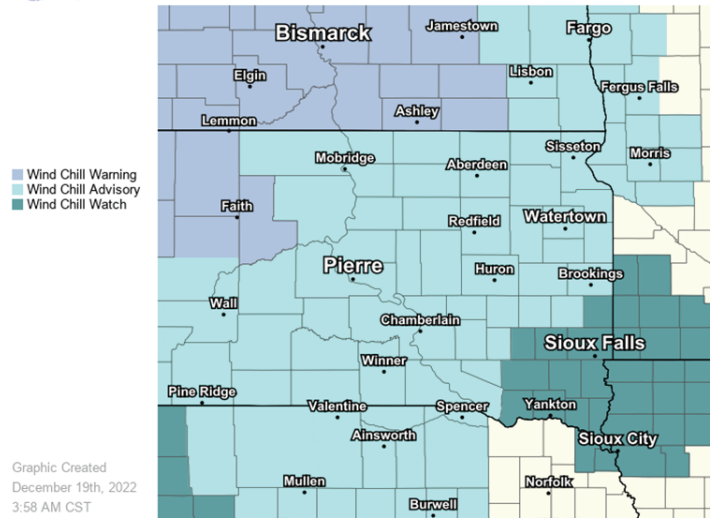 Bismarck
Jamestown
Fargo
Elgin
Lisbon
Fergus Falls
Ashley
Lemmon
Mobridge
Aberdeen
Sisseton
Morris
Wind Chill Warning
Wind Chill Advisory
Wind Chill Watch
Faith
Redfield
Watertown
Pierre
Huron
Brookings
Wall
Chamberlain
Sioux Falls
Winner
Pine Ridge
Valentine
Spencer
Yankton
Ainsworth
Sioux City
Mullen
Norfolk
Burwell
Graphic Created
December 19th, 2022
3:58 AM CST